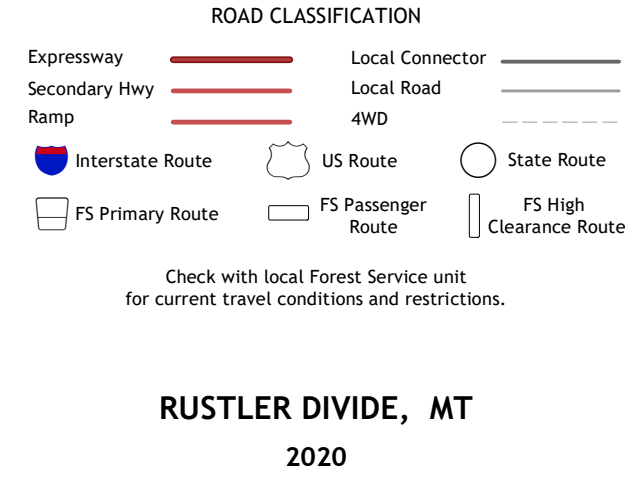 ROAD CLASSIFICATION
Expressway
Local Connector
Secondary Hwy
Local Road
Ramp
4WD
Interstate Route
US Route
State Route
FS Primary Route
FS Passenger
Route
FS High
Clearance Route
Check with local Forest Service unit
for current travel conditions and restrictions.
RUSTLER DIVIDE, MT
2020